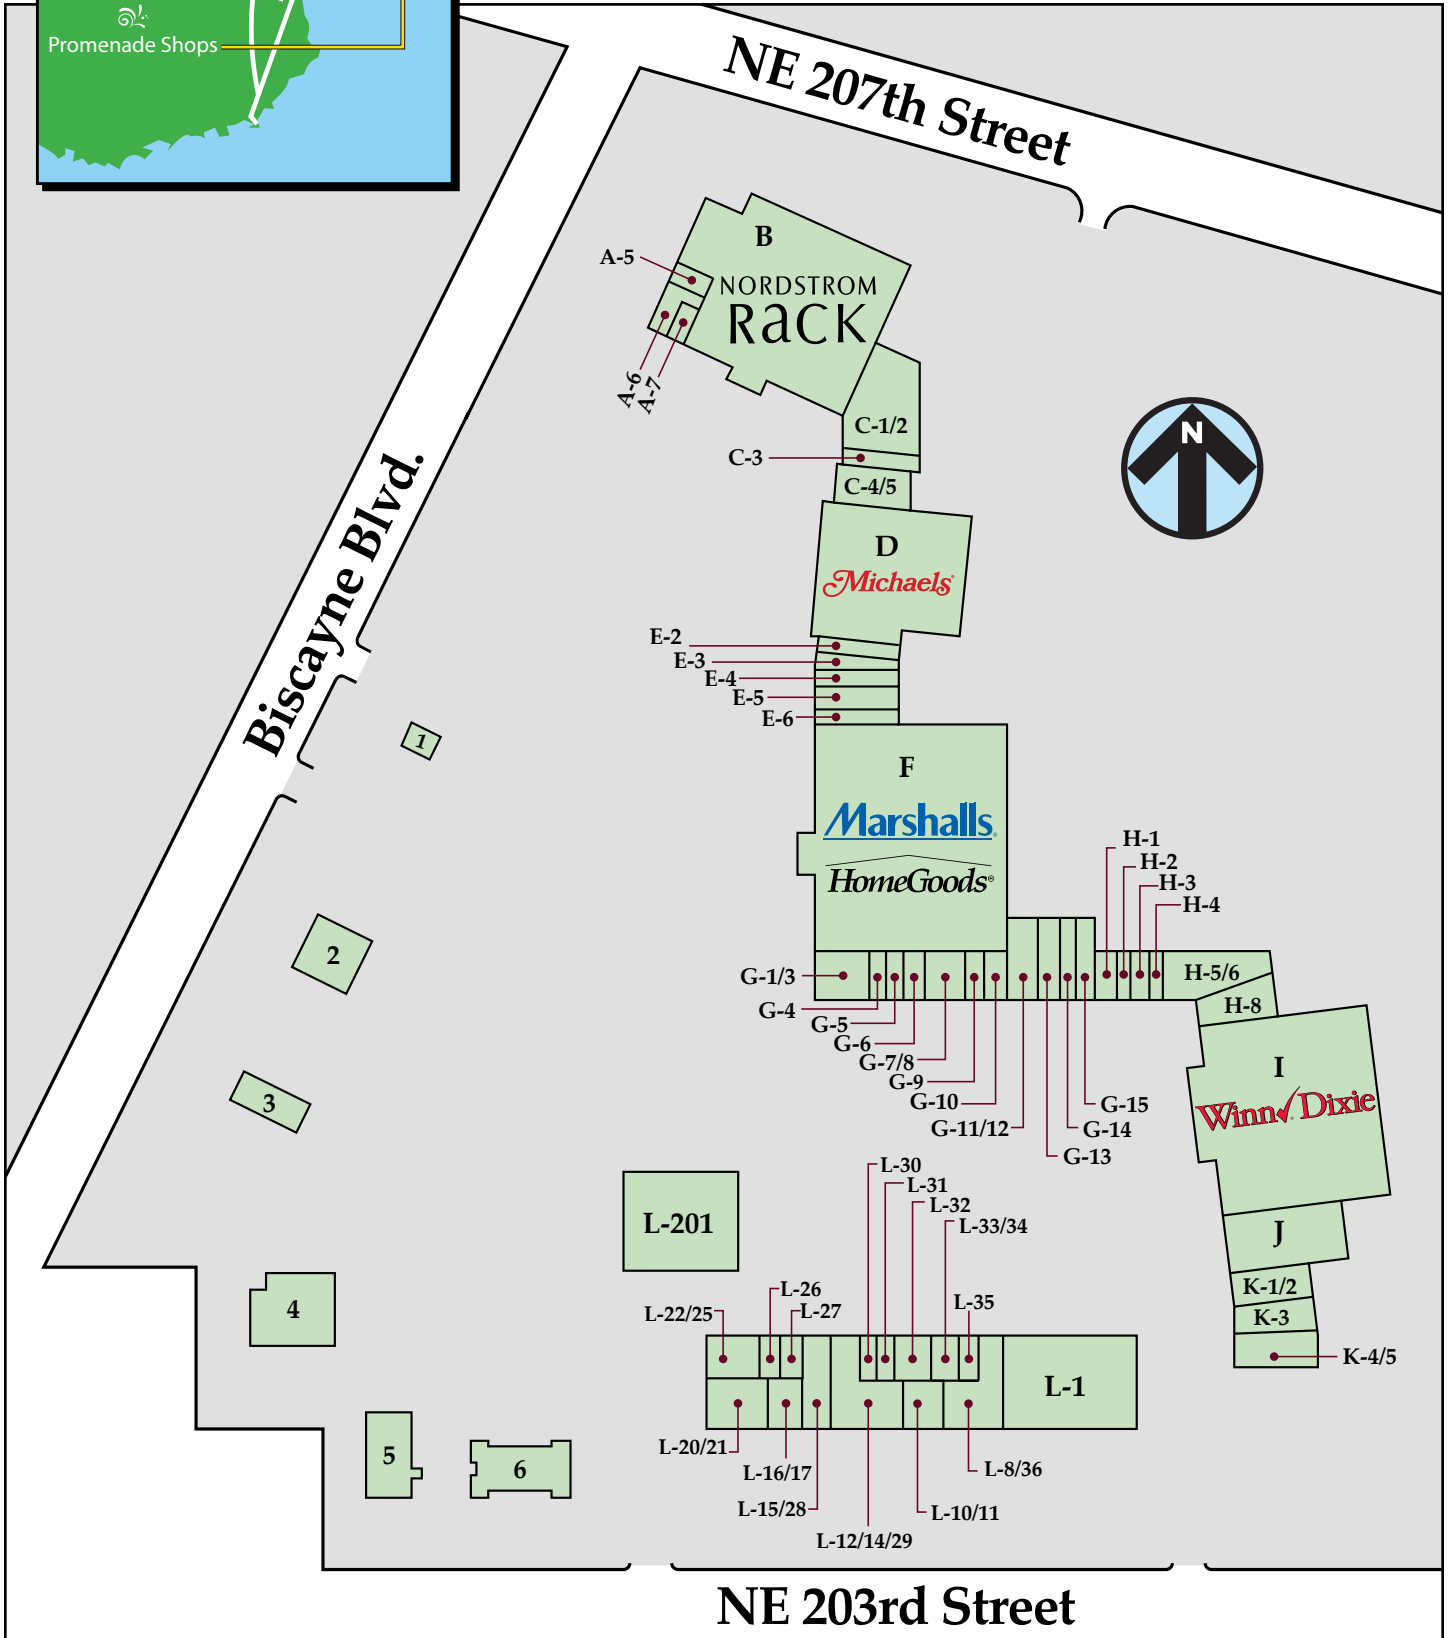 Promenade Shops
NE 207th Street
B
A-5
NORDSTROM
RACK
A-6
A-7
C-1/2
C-3
C-4/5
N
D
Michaels
Biscayne Blvd.
E-2
E-3
E-4
E-5
E-6
1
F
Marshalls
HomeGoods®
H-1
H-2
H-3
H-4
2
G-1/3
H-5/6
G-4
H-8
G-5
G-6
G-7/8
G-9
I
G-10
G-15
Winn Dixie
3
G-11/12
G-14
G-13
L-30
L-31
L-32
L-201
L-33/34
J
L-26
K-1/2
4
L-22/25
L-27
L-35
K-3
K-4/5
L-1
L-20/21
5
6
L-16/17
L-8/36
L-15/28
L-10/11
L-12/14/29
NE 203rd Street